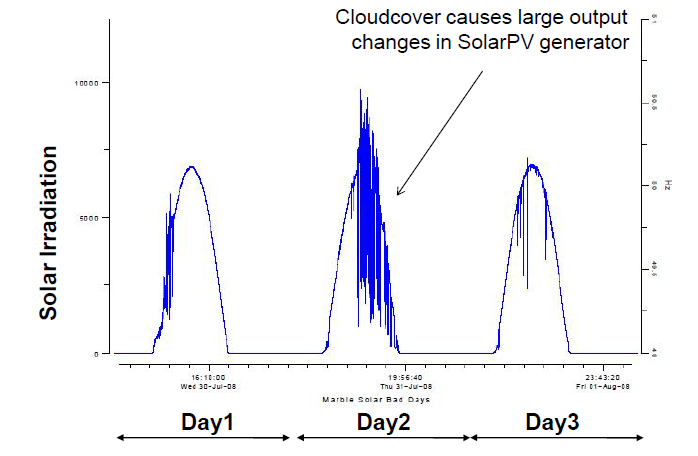 Cloudcover causes large output
changes in SolarPV generator
Solar Irradiation
10000
5000
0
Hz
16:10:00
Wed 30-Jul-08
19:56:40
Thu 31-Jul-08
23:43:20
Fri 01-Aug-08
Marble Solar Bad Days
Day1
Day2
Day3